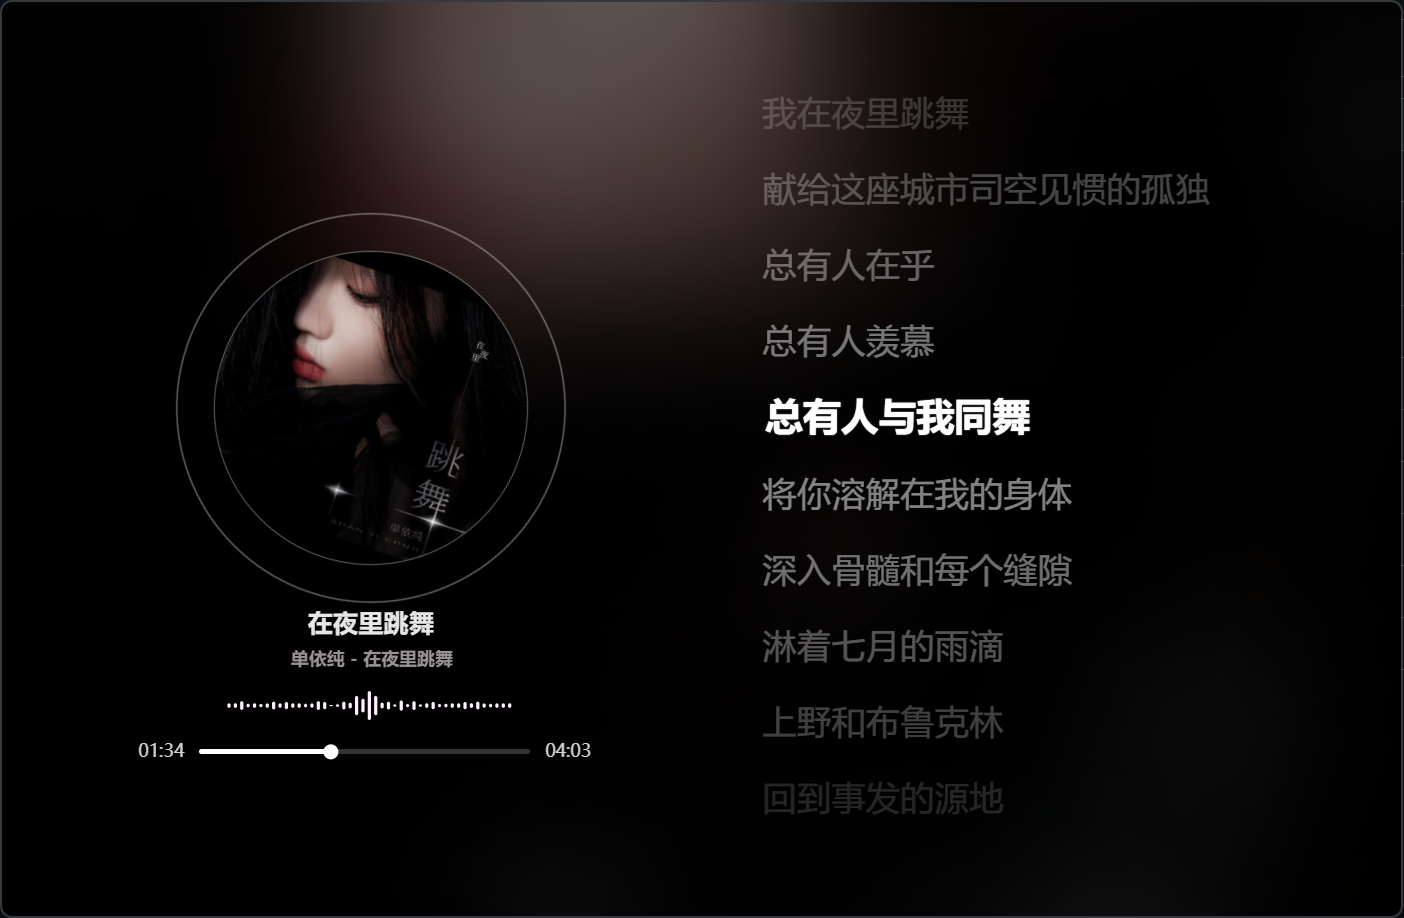 我在夜里跳舞
献给这座城市司空见惯的孤独
总有人在乎
总有人羡慕
总有人与我同舞
将你溶解在我的身体
深入骨髓和每个缝隙
淋着七月的雨滴
上野和布鲁克林
回到事发的源地
在夜里
跳舞
单依纯
在夜里跳舞
单依纯 - 在夜里跳舞
01:34
04:03